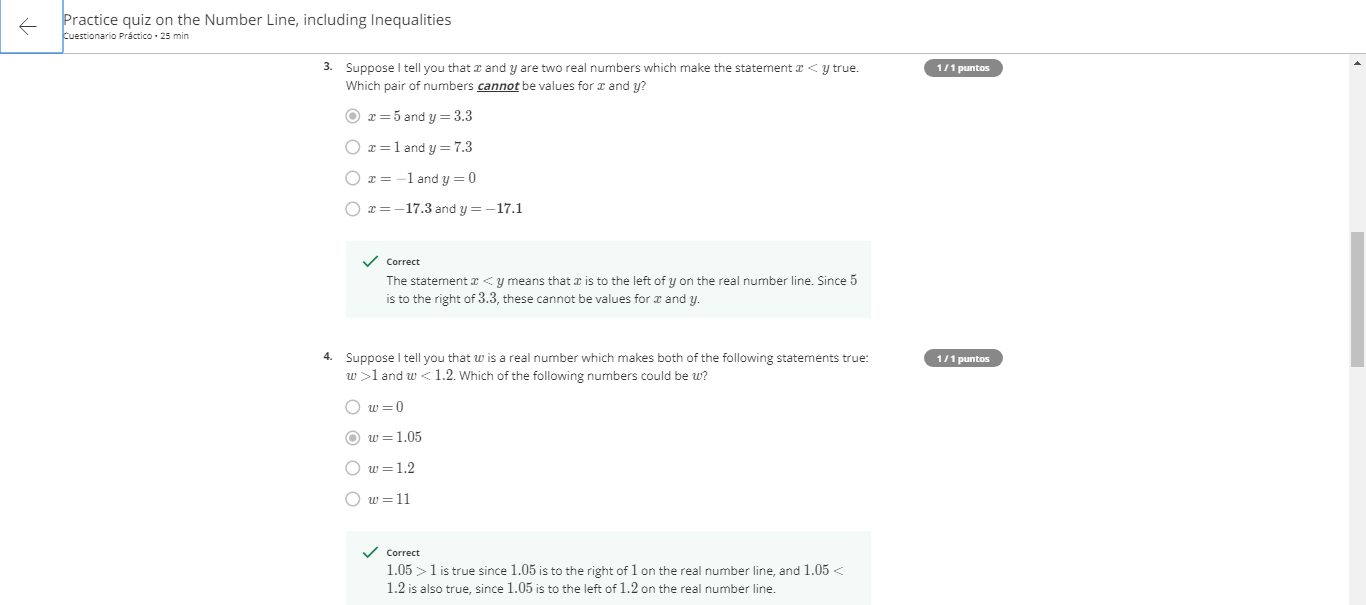 Practice quiz on the Number Line, including Inequalities
Cuestionario Práctico • 25 min
3. Suppose I tell you that x and y are two real numbers which make the statement x < y true. 1 / 1 puntos
Which pair of numbers cannot be values for x and y?
x = 5 and y = 3.3
x = 1 and y = 7.3
x = −1 and y = 0
x = −17.3 and y = −17.1
Correct
The statement x < y means that x is to the left of y on the real number line. Since 5
is to the right of 3.3, these cannot be values for x and y.
4. Suppose I tell you that w is a real number which makes both of the following statements true: 1 / 1 puntos
w >1 and w < 1.2. Which of the following numbers could be w?
w = 0
w = 1.05
w = 1.2
w = 11
Correct
1.05 > 1 is true since 1.05 is to the right of 1 on the real number line, and 1.05 <
1.2 is also true, since 1.05 is to the left of 1.2 on the real number line.